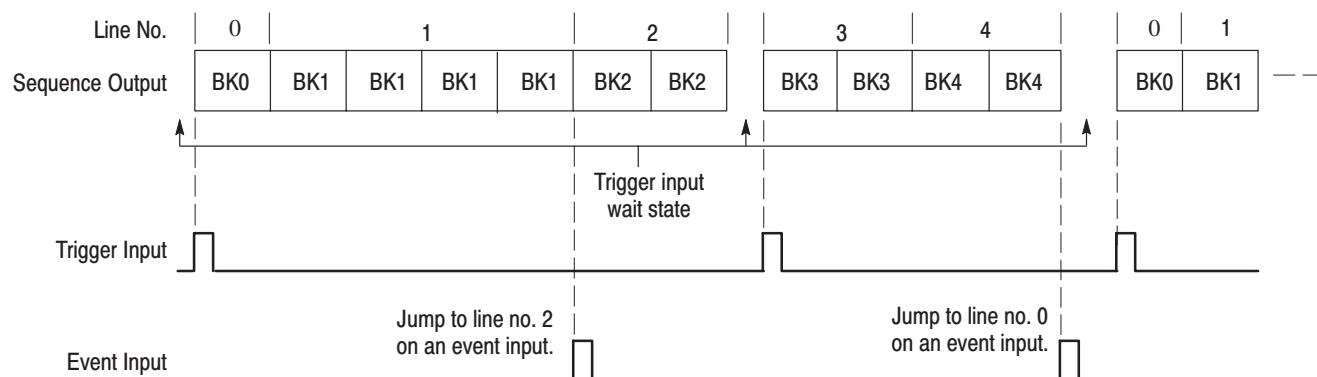 Line No. 0 1 2 3 4 0 1
Sequence Output BK0 BK1 BK1 BK1 BK1 BK2 BK2 BK3 BK3 BK4 BK4 BK0 BK1
Trigger input
wait state
Trigger Input
Jump to line no. 2
on an event input.
Jump to line no. 0
on an event input.
Event Input